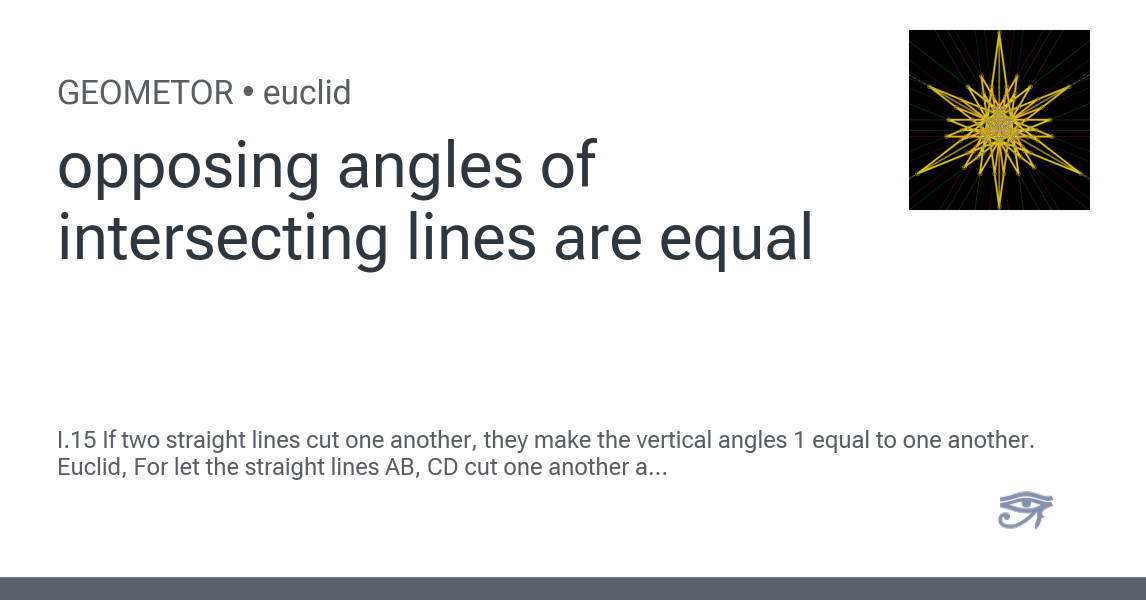 GEOMETOR • euclid
opposing angles of
intersecting lines are equal
I.15 If two straight lines cut one another, they make the vertical angles 1 equal to one another.
Euclid, For let the straight lines AB, CD cut one another a...